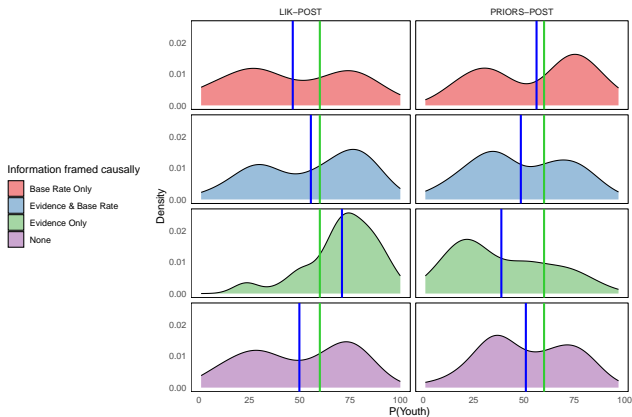 LIK−POST PRIORS−POST
0.02
0.01
0.00
0.02
0.01
0.00
Information framed causally
Base Rate Only
Evidence & Base Rate
Evidence Only
None
Density
0.02
0.01
0.00
0.02
0.01
0.00
0 25 50 75 100 0 25 50 75 100
P(Youth)